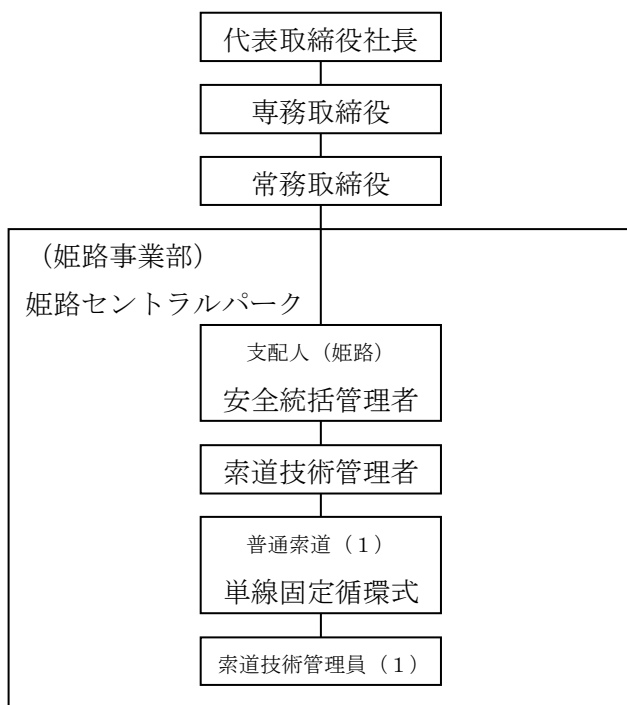 代表取締役社長
専務取締役
常務取締役
（姫路事業部）
姫路セントラルパーク
支配人（姫路）
安全統括管理者
索道技術管理者
普通索道（１）
単線固定循環式
索道技術管理員（１）